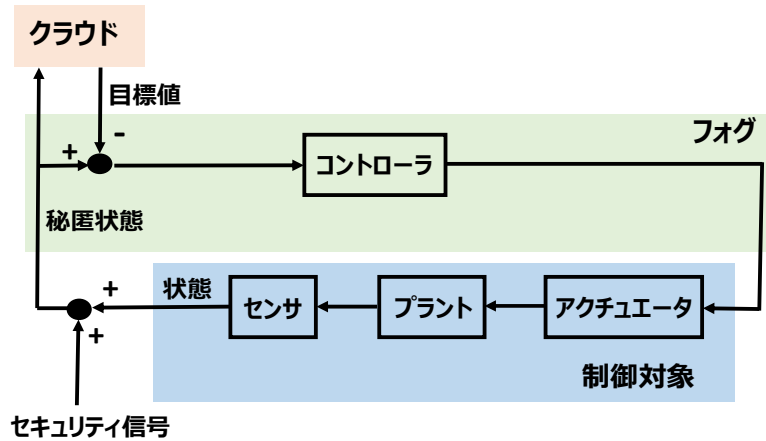 クラウド
目標値
-
フォグ
+
コントローラ
秘匿状態
+
状態
センサ
プラント
アクチュエータ
+
制御対象
セキュリティ信号